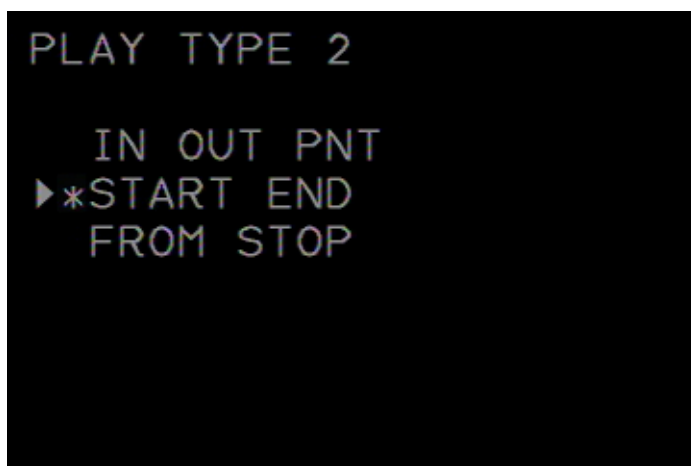 PLAY TYPE 2
IN OUT PNT
▶*START END
FROM STOP